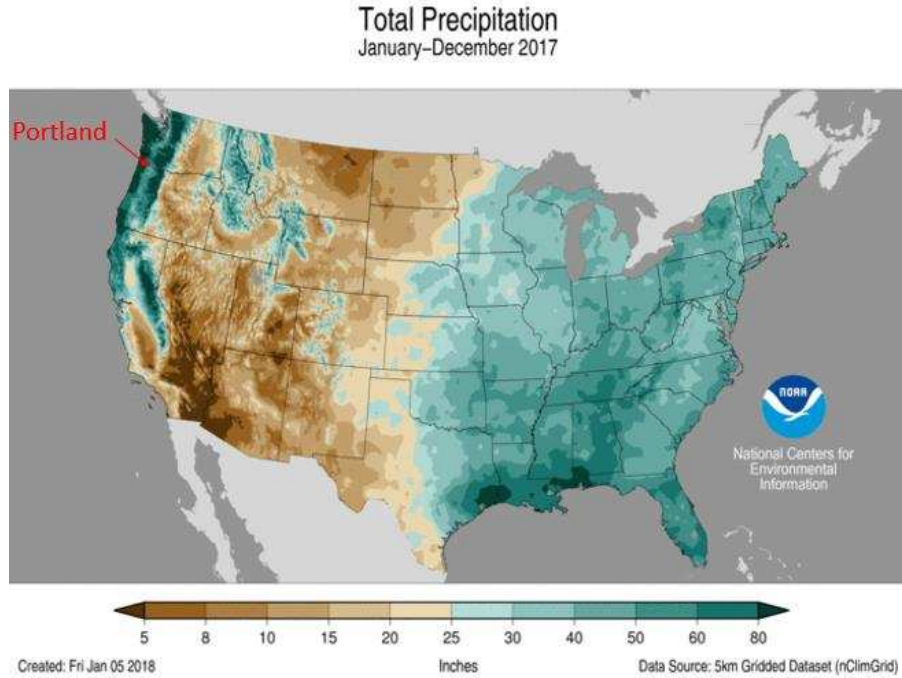 Total Precipitation
January–December 2017
Portland
NOAA
National Centers for
Environmental
Information
5 8 10 15 20 25 30 40 50 60 80
Created: Fri Jan 05 2018 Inches Data Source: 5km Gridded Dataset (nClimGrid)